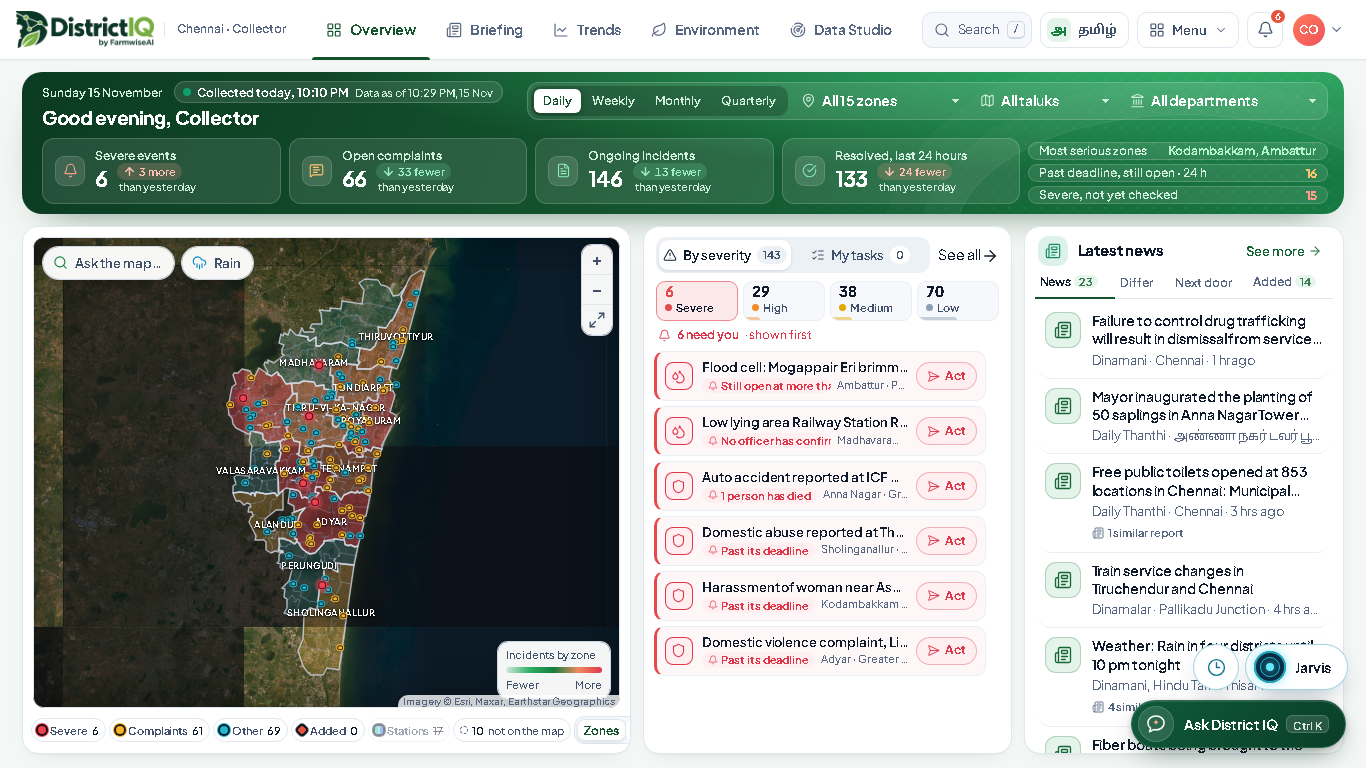 DistrictIQ
by FarmwiseAI
Chennai · Collector
Overview
Briefing
Trends
Environment
Data Studio
Search /
அ தமிழ்
Menu
6
CO
Sunday 15 November
Collected today, 10:10 PM Data as of 10:29 PM, 15 Nov
Good evening, Collector
Daily Weekly Monthly Quarterly
All 15 zones
All taluks
All departments
Severe events
6 ↑ 3 more
than yesterday
Open complaints
66 ↓ 33 fewer
than yesterday
Ongoing incidents
146 ↓ 13 fewer
than yesterday
Resolved, last 24 hours
133 ↓ 24 fewer
than yesterday
Most serious zones Kodambakkam, Ambattur
Past deadline, still open · 24 h 16
Severe, not yet checked 15
Ask the map...
Rain
+
−
THIRUVOTTIYUR
MADHAVARAM
TONDIARPET
THIRU-VI-KA-NAGAR
ROYAPURAM
VALASARAVAKKAM
TEYNAMPET
ALANDUR
ADYAR
PERUNGUDI
SHOLINGANALLUR
Incidents by zone
Fewer More
Imagery © Esri, Maxar, Earthstar Geographics
Severe 6
Complaints 61
Other 69
Added 0
Stations 17
10 not on the map
Zones
By severity 143
My tasks 0
See all →
6
Severe
29
High
38
Medium
70
Low
6 need you · shown first
Flood cell: Mogappair Eri brimm...
Still open at more tha Ambattur · P...
Act
Low lying area Railway Station R...
No officer has confir Madhavara...
Act
Auto accident reported at ICF ...
1 person has died Anna Nagar · Gr...
Act
Domestic abuse reported at Th...
Past its deadline Sholinganallur · ...
Act
Harassment of woman near As...
Past its deadline Kodambakkam ...
Act
Domestic violence complaint, Li...
Past its deadline Adyar · Greater ...
Act
Latest news
See more →
News 23
Differ
Next door
Added 14
Failure to control drug trafficking
will result in dismissal from service...
Dinamani · Chennai · 1 hr ago
Mayor inaugurated the planting of
50 saplings in Anna Nagar Tower...
Daily Thanthi · அண்ணா நகர் டவர் பூ...
Free public toilets opened at 853
locations in Chennai: Municipal...
Daily Thanthi · Chennai · 3 hrs ago
1 similar report
Train service changes in
Tiruchendur and Chennai
Dinamalar · Pallikadu Junction · 4 hrs a...
Weather: Rain in four districts until
10 pm tonight
Dinamani, Hindu
4 simil
Jarvis
Ask District IQ Ctrl K
Fiber boats being brought to the